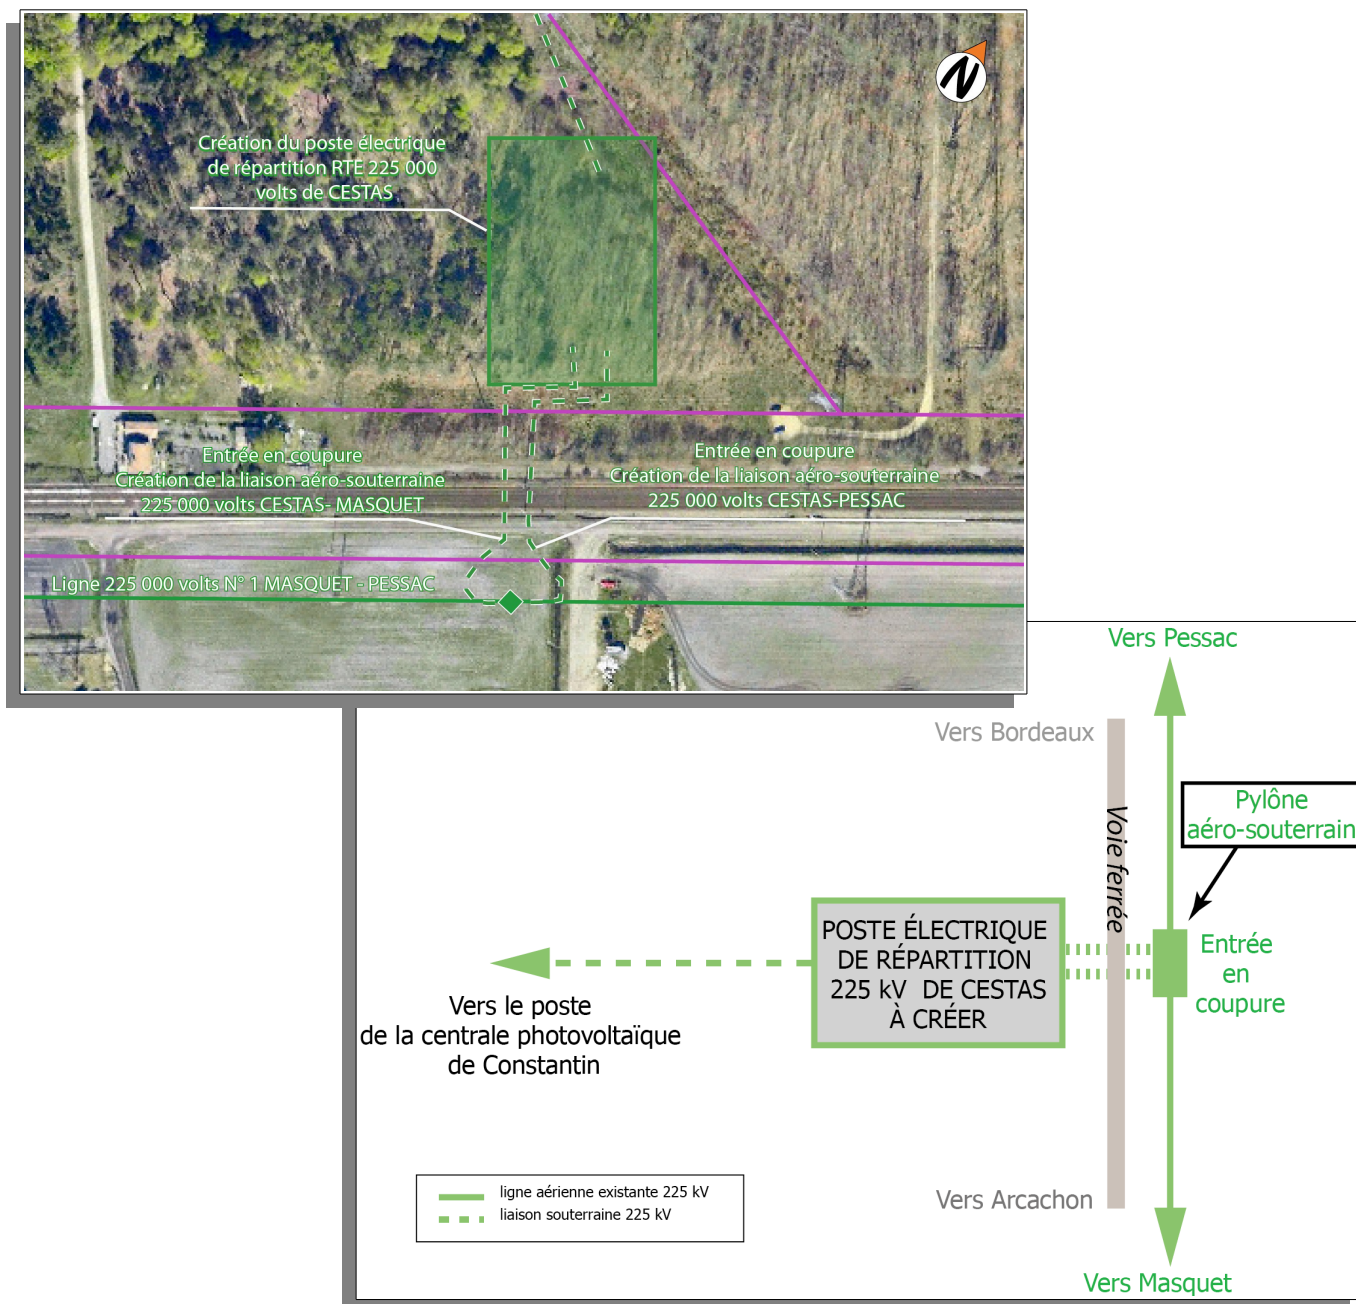 N
Création du poste électrique
de répartition RTE 225 000
volts de CESTAS
Entrée en coupure
Création de la liaison aéro-souterraine
225 000 volts CESTAS- MASQUET
Entrée en coupure
Création de la liaison aéro-souterraine
225 000 volts CESTAS-PESSAC
Ligne 225 000 volts N° 1 MASQUET - PESSAC
Vers Pessac
Vers Bordeaux
Pylône
aéro-souterrain
Voie ferrée
POSTE ÉLECTRIQUE
DE RÉPARTITION
225 kV DE CESTAS
À CRÉER
Entrée
en
coupure
Vers le poste
de la centrale photovoltaïque
de Constantin
ligne aérienne existante 225 kV
liaison souterraine 225 kV
Vers Arcachon
Vers Masquet